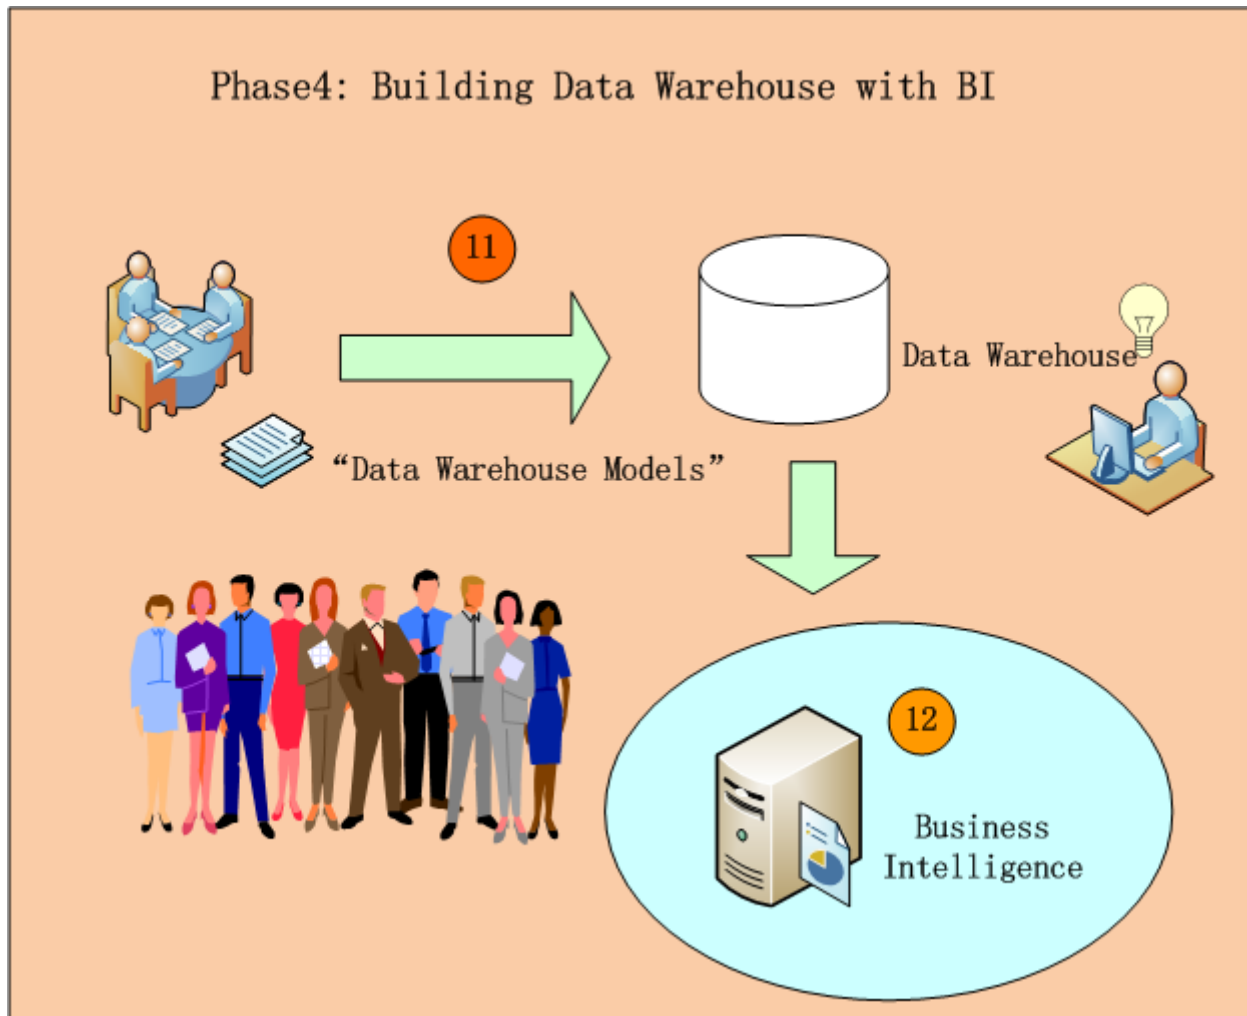 Phase4: Building Data Warehouse with BI
11
Data Warehouse
“Data Warehouse Models”
12
Business
Intelligence